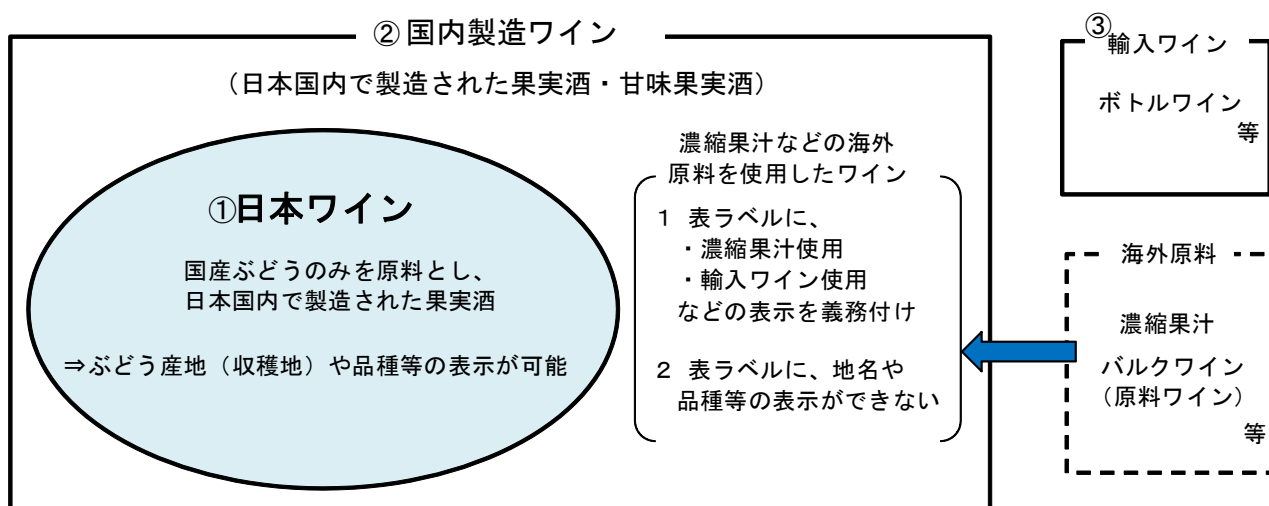 ②国内製造ワイン
（日本国内で製造された果実酒・甘味果実酒）
①日本ワイン
国産ぶどうのみを原料とし、
日本国内で製造された果実酒
⇒ぶどう産地（収穫地）や品種等の表示が可能
濃縮果汁などの海外
原料を使用したワイン
１ 表ラベルに、
・濃縮果汁使用
・輸入ワイン使用
などの表示を義務付け
２ 表ラベルに、地名や
品種等の表示ができない
③
輸入ワイン
ボトルワイン
等
海外原料
濃縮果汁
バルクワイン
（原料ワイン）
等